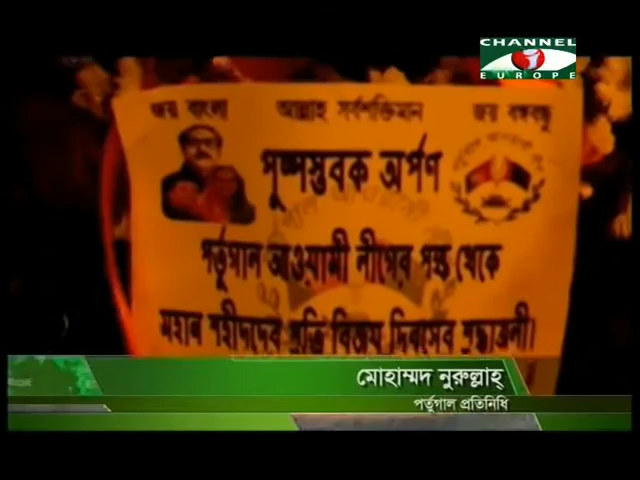 CHANNEL
i
EUROPE
জয় বাংলা আল্লাহ সর্বশক্তিমান জয় বঙ্গবন্ধু
পুষ্পস্তবক অর্পণ
পর্তুগাল আওয়ামী লীগের পক্ষ থেকে
মহান শহীদদের প্রতি বিজয় দিবসের শ্রদ্ধাঞ্জলী।
মোহাম্মদ নুরুল্লাহ্
পর্তুগাল প্রতিনিধি